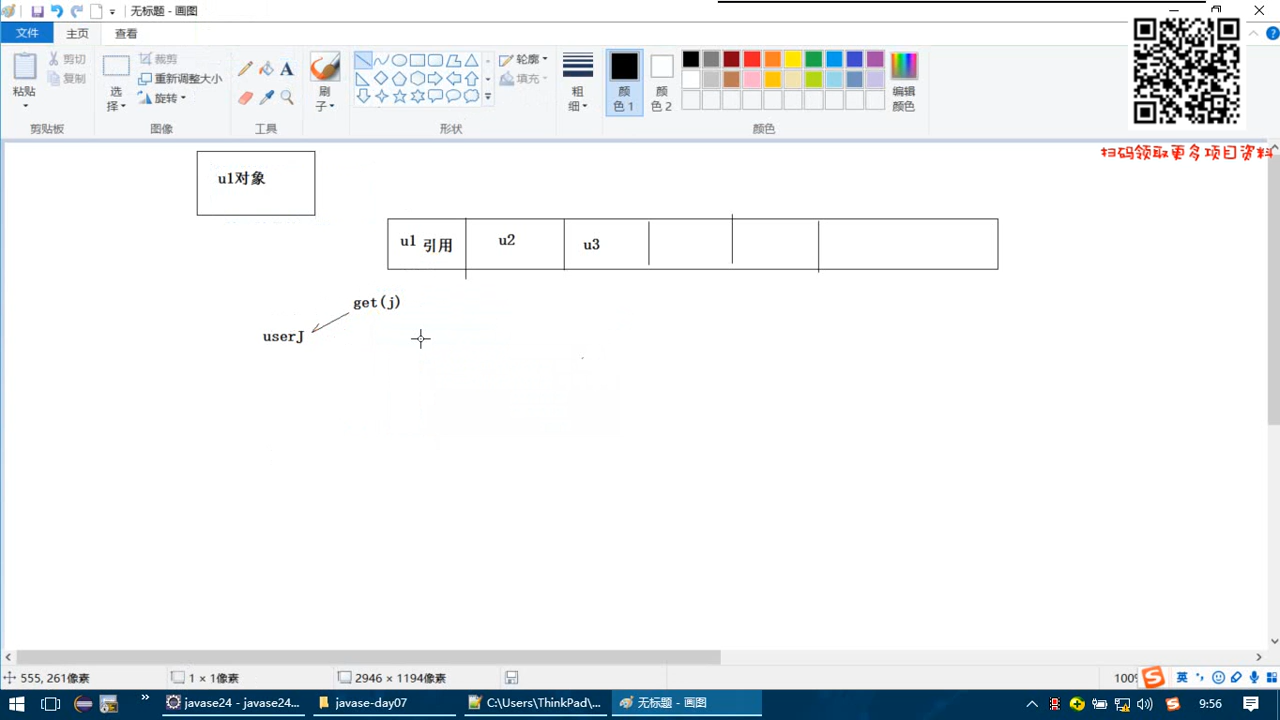 无标题 - 画图
文件 主页 查看
粘贴
剪切
复制
剪贴板
选择
重新调整大小
旋转
图像
A
工具
刷子
轮廓
填充
形状
粗细
颜色 1
颜色 2
编辑颜色
颜色
扫码领取更多项目资料
u1对象
u1 引用 u2 u3
get(j)
userJ
555, 261像素 1 × 1像素 2946 × 1194像素 100%
英
javase24 - javase24... javase-day07 C:\Users\ThinkPad\... 无标题 - 画图 9:56